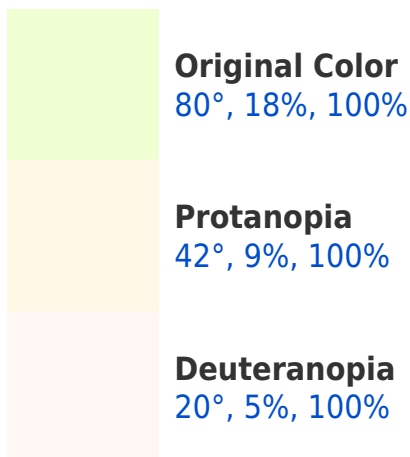 Original Color
80°, 18%, 100%
Protanopia
42°, 9%, 100%
Deuteranopia
20°, 5%, 100%